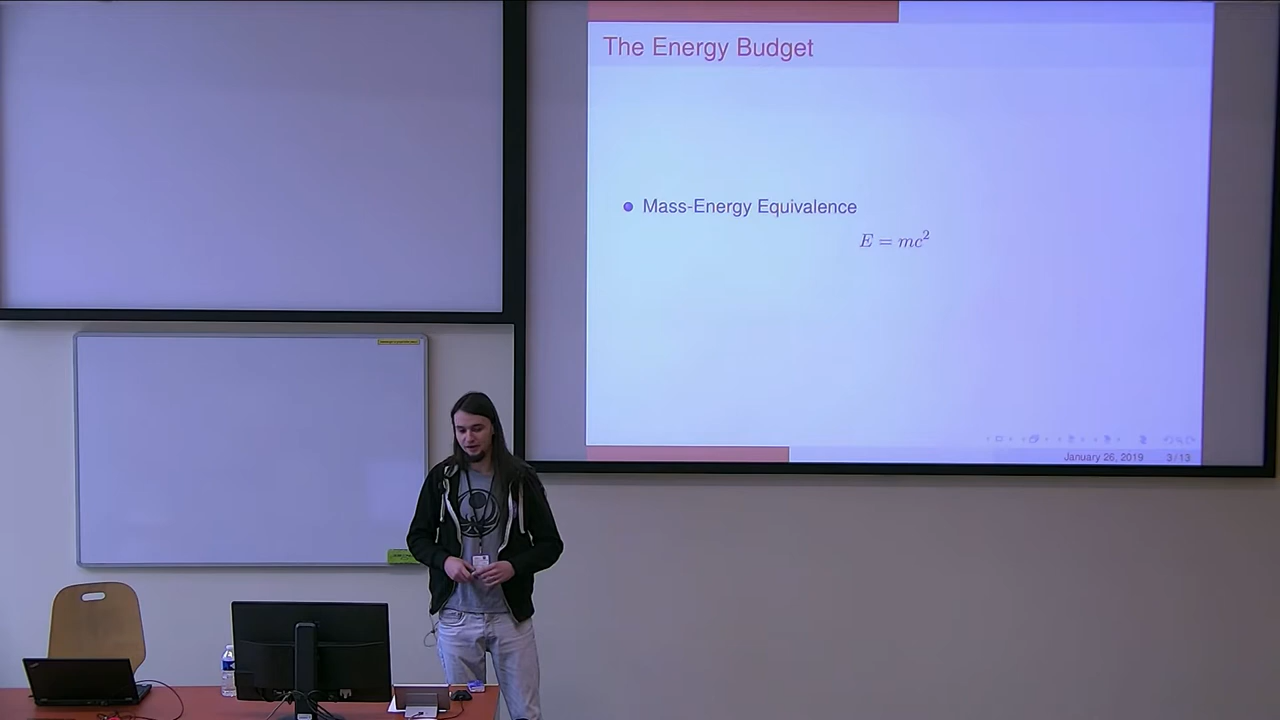 The Energy Budget
Mass-Energy Equivalence
E = mc²
January 26, 2019 3 / 13